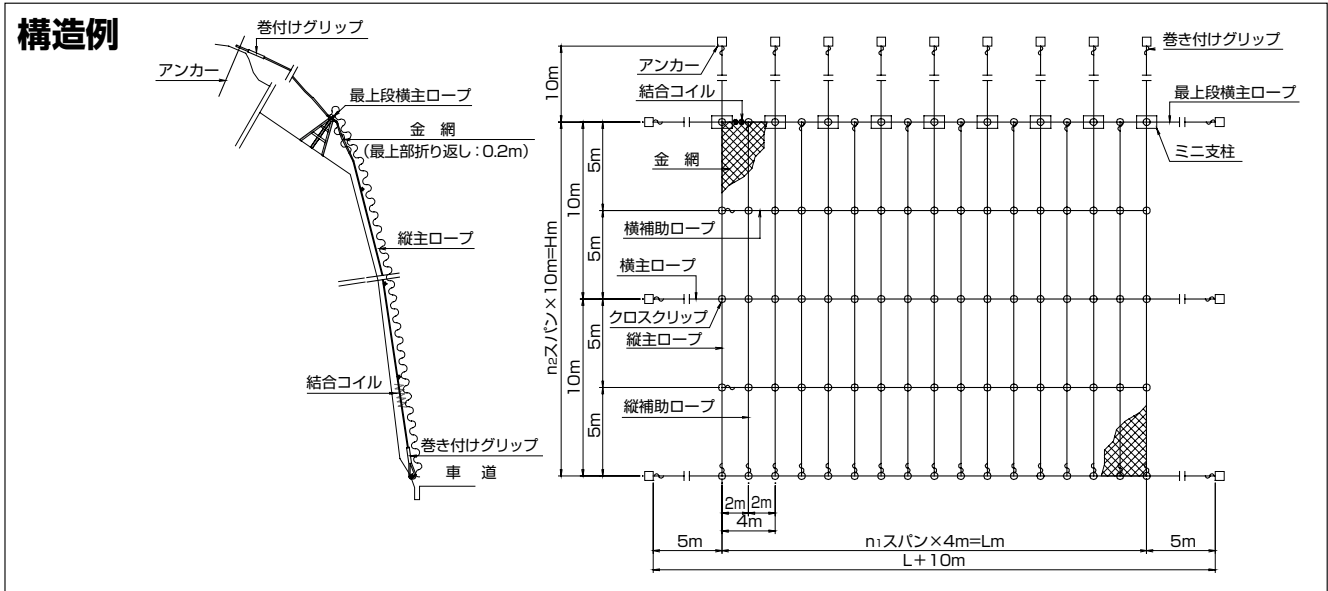 構造例
巻付けグリップ
アンカー
最上段横主ロープ
金 網
(最上部折り返し:0.2m)
縦主ロープ
結合コイル
巻き付けグリップ
車 道
アンカー
結合コイル
金 網
横補助ロープ
横主ロープ
クロスクリップ
縦主ロープ
縦補助ロープ
巻き付けグリップ
最上段横主ロープ
ミニ支柱
10m
n2スパン×10m=Hm
10m
10m
5m
5m
5m
5m
2m 2m
4m
5m
n1スパン×4m=Lm
5m
L+10m